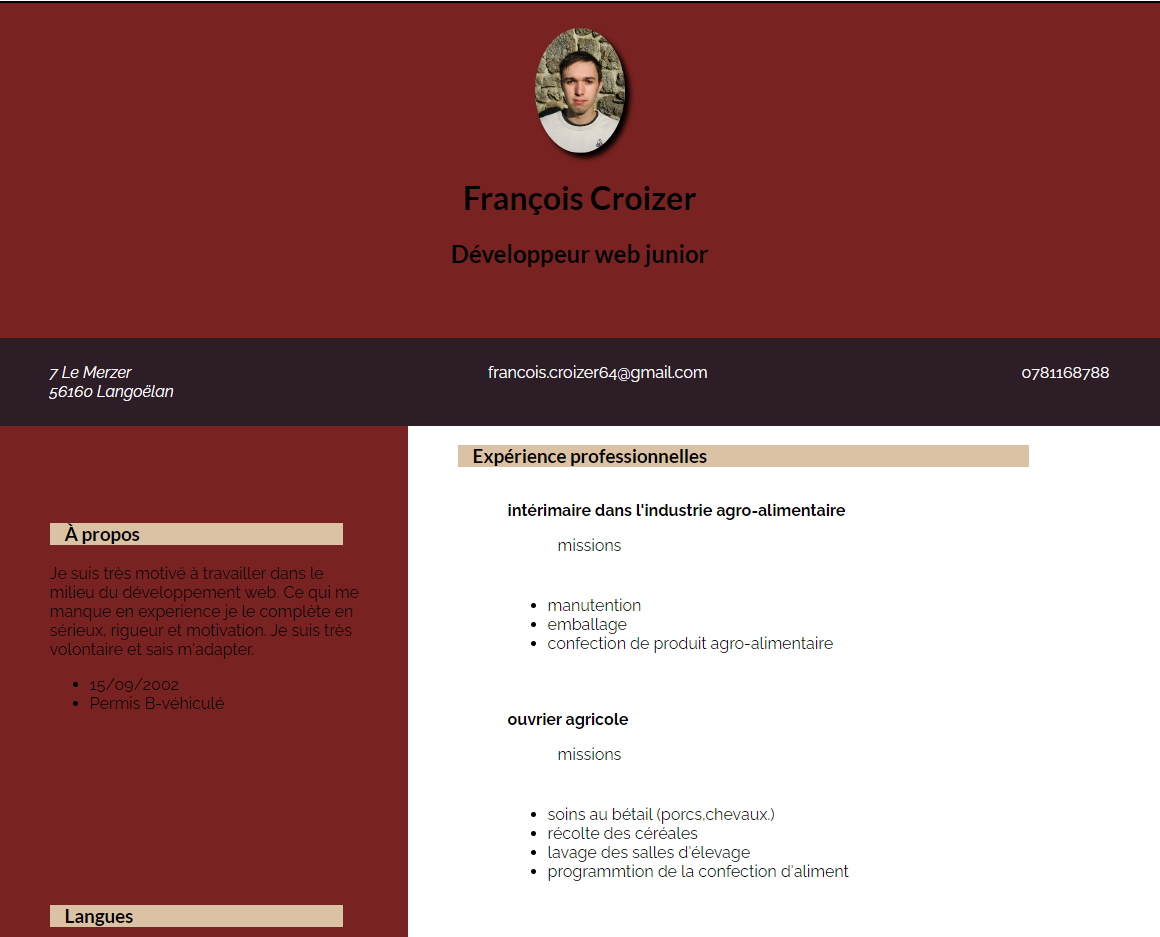 François Croizer
Développeur web junior
7 Le Merzer
56160 Langoëlan
francois.croizer64@gmail.com
0781168788
À propos
Je suis très motivé à travailler dans le
milieu du développement web. Ce qui me
manque en experience je le complète en
sérieux, rigueur et motivation. Je suis très
volontaire et sais m'adapter.
15/09/2002
Permis B-véhiculé
Langues
Expérience professionnelles
intérimaire dans l'industrie agro-alimentaire
missions
manutention
emballage
confection de produit agro-alimentaire
ouvrier agricole
missions
soins au bétail (porcs,chevaux.)
récolte des céréales
lavage des salles d'élevage
programmtion de la confection d'aliment